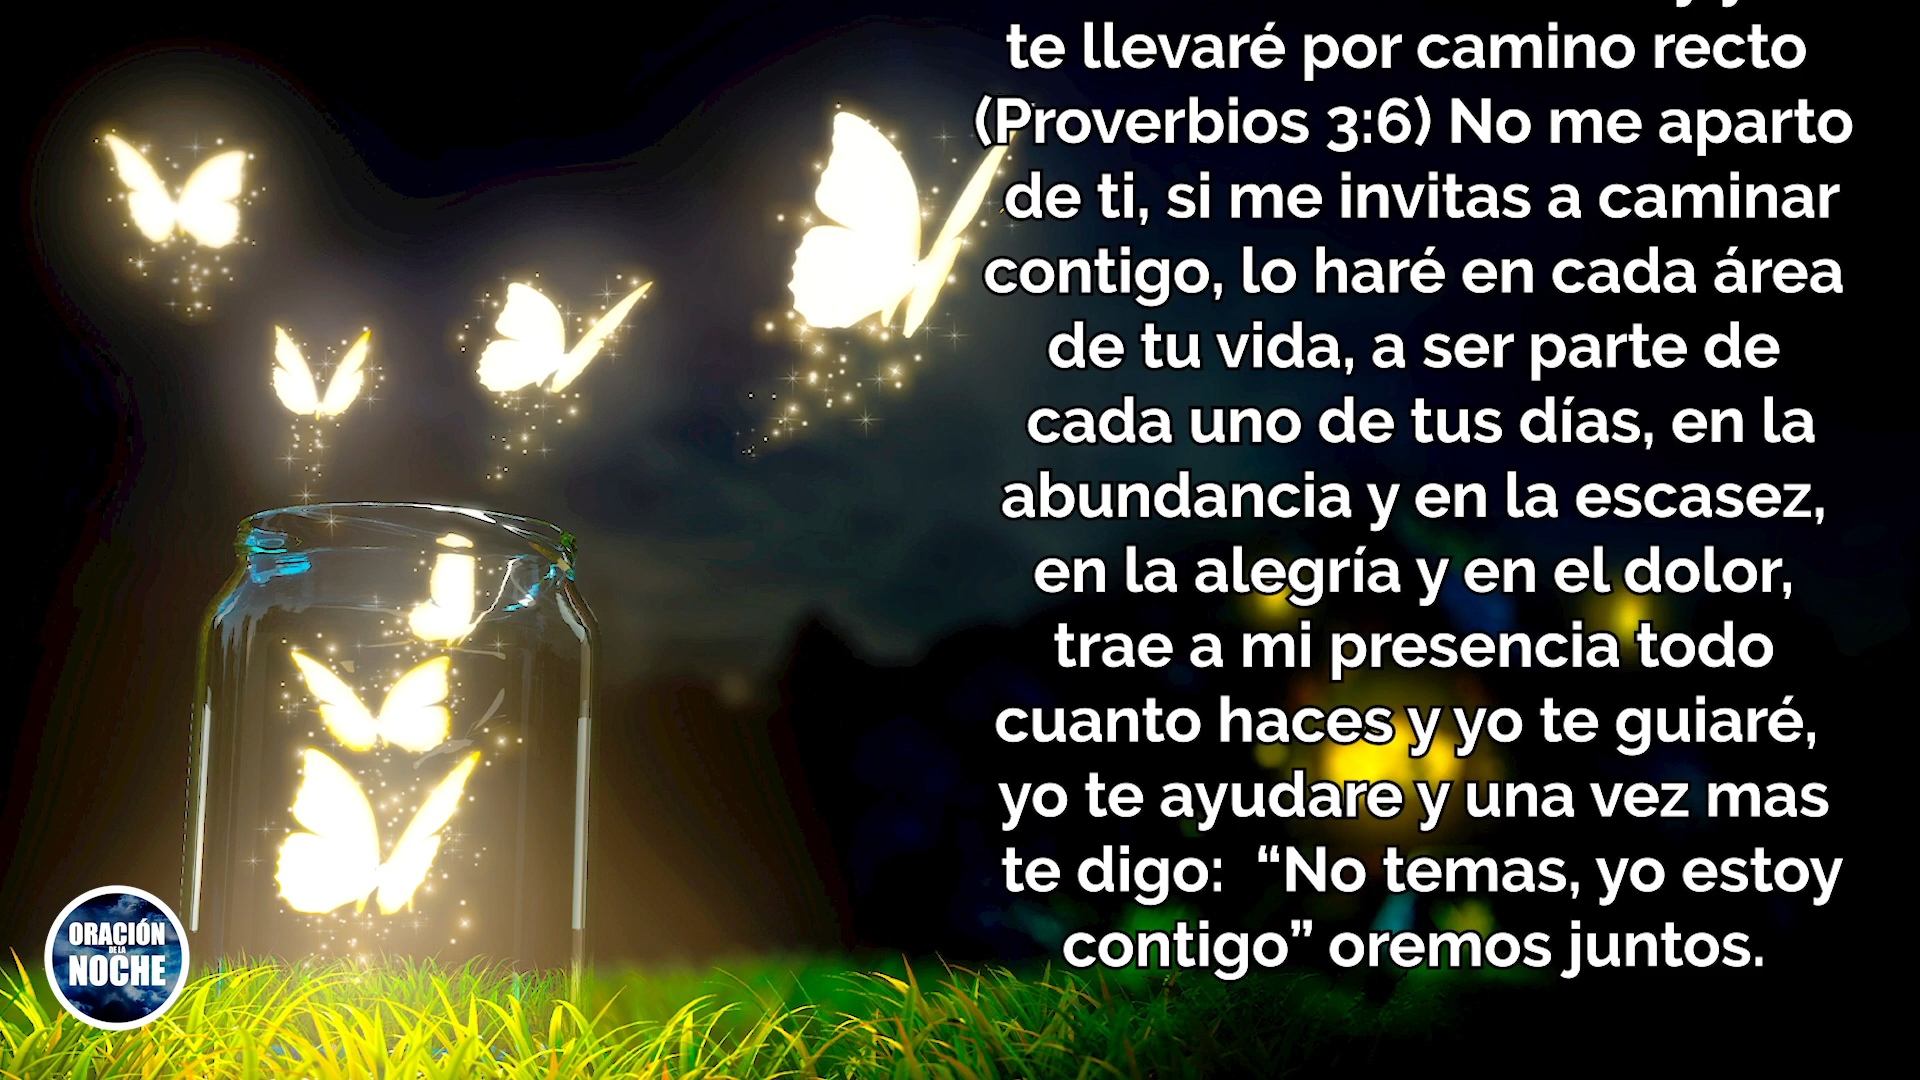 te llevaré por camino recto
(Proverbios 3:6) No me aparto
de ti, si me invitas a caminar
contigo, lo haré en cada área
de tu vida, a ser parte de
cada uno de tus días, en la
abundancia y en la escasez,
en la alegría y en el dolor,
trae a mi presencia todo
cuanto haces y yo te guiaré,
yo te ayudare y una vez mas
te digo:  “No temas, yo estoy
contigo” oremos juntos.
ORACIÓN
DE LA
NOCHE